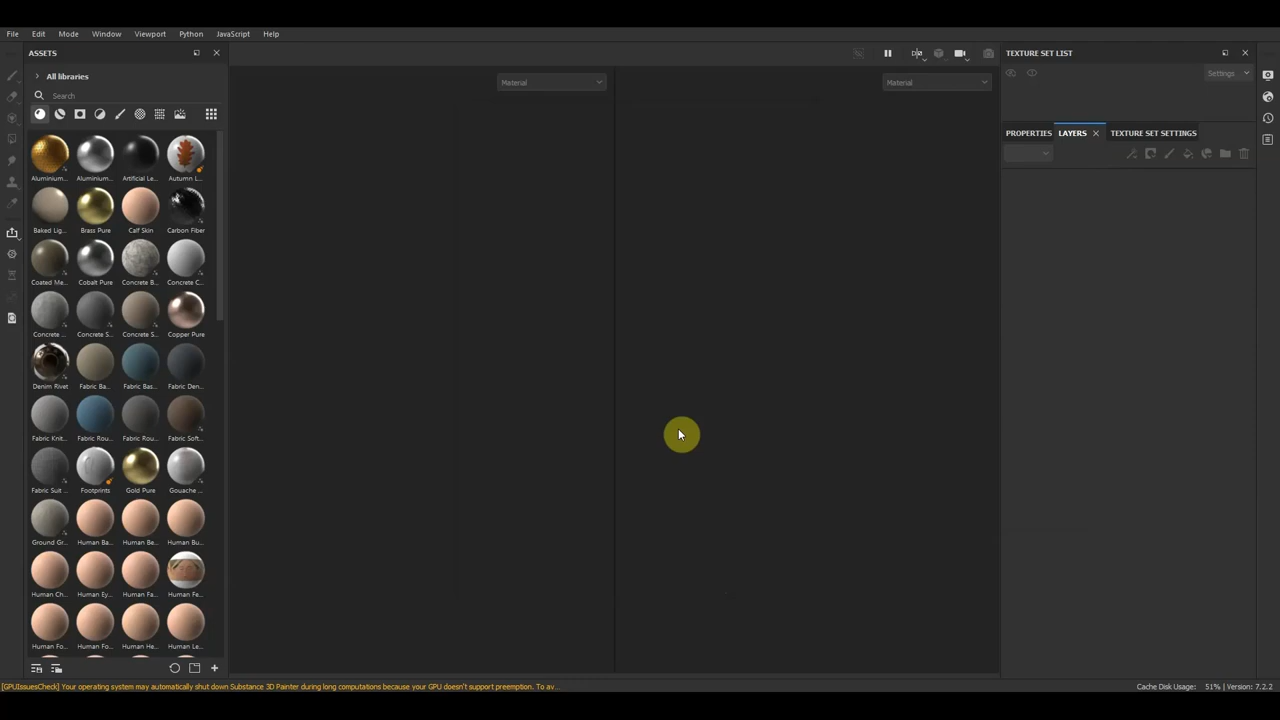 File Edit Mode Window Viewport Python JavaScript Help
ASSETS
All libraries
Search
Aluminium... Aluminium... Artificial Le... Autumn L...
Baked Lig... Brass Pure Calf Skin Carbon Fiber
Coated Me... Cobalt Pure Concrete B... Concrete C...
Concrete ... Concrete S... Concrete S... Copper Pure
Denim Rivet Fabric Ba... Fabric Bas... Fabric Den...
Fabric Knit... Fabric Rou... Fabric Rou... Fabric Soft...
Fabric Suit ... Footprints Gold Pure Gouache ...
Ground Gr... Human Ba... Human Be... Human Bu...
Human Ch... Human Ey... Human Fa... Human Fe...
Human Fo... Human Fo... Human He... Human Le...
Material
Material
TEXTURE SET LIST
Settings
PROPERTIES LAYERS TEXTURE SET SETTINGS
[GPUIssuesCheck] Your operating system may automatically shut down Substance 3D Painter during long computations because your GPU doesn't support preemption. To av...
Cache Disk Usage: 51% | Version: 7.2.2